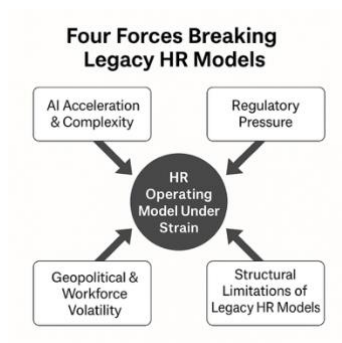 Four Forces Breaking
Legacy HR Models
AI Acceleration
& Complexity
Regulatory
Pressure
HR
Operating
Model Under
Strain
Geopolitical &
Workforce
Volatility
Structural
Limitations of
Legacy HR Models